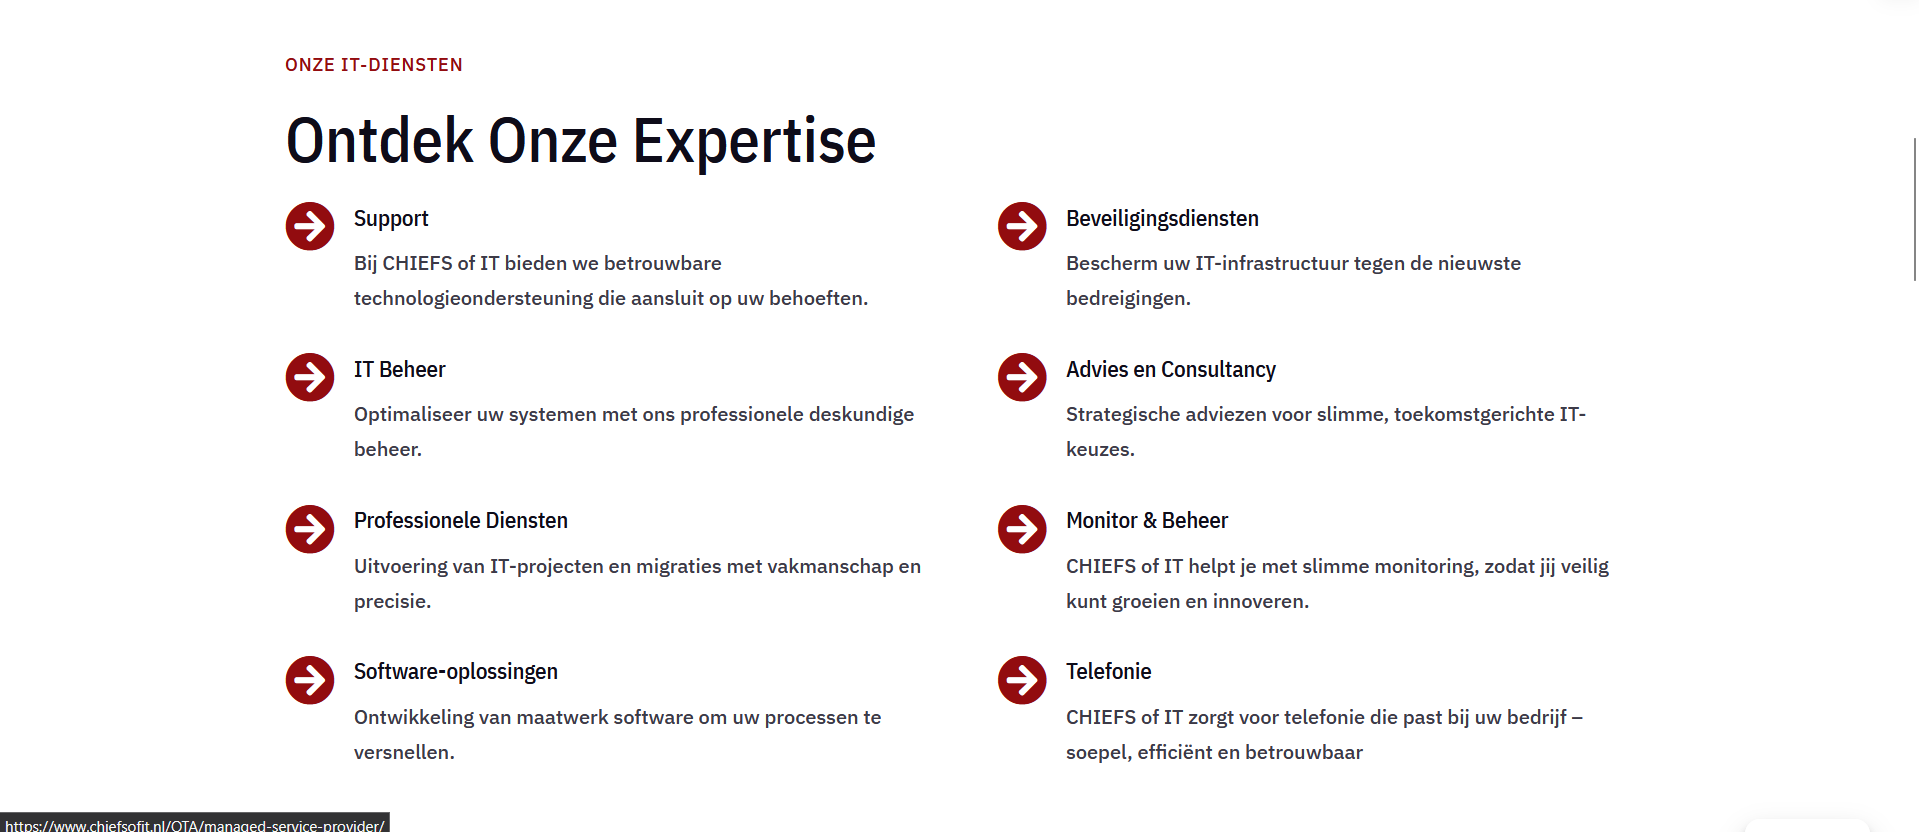 ONZE IT-DIENSTEN
Ontdek Onze Expertise
Support
Bij CHIEFS of IT bieden we betrouwbare
technologieondersteuning die aansluit op uw behoeften.
Beveiligingsdiensten
Bescherm uw IT-infrastructuur tegen de nieuwste
bedreigingen.
IT Beheer
Optimaliseer uw systemen met ons professionele deskundige
beheer.
Advies en Consultancy
Strategische adviezen voor slimme, toekomstgerichte IT-
keuzes.
Professionele Diensten
Uitvoering van IT-projecten en migraties met vakmanschap en
precisie.
Monitor & Beheer
CHIEFS of IT helpt je met slimme monitoring, zodat jij veilig
kunt groeien en innoveren.
Software-oplossingen
Ontwikkeling van maatwerk software om uw processen te
versnellen.
Telefonie
CHIEFS of IT zorgt voor telefonie die past bij uw bedrijf –
soepel, efficiënt en betrouwbaar
https://www.chiefsofit.nl/OTA/managed-service-provider/